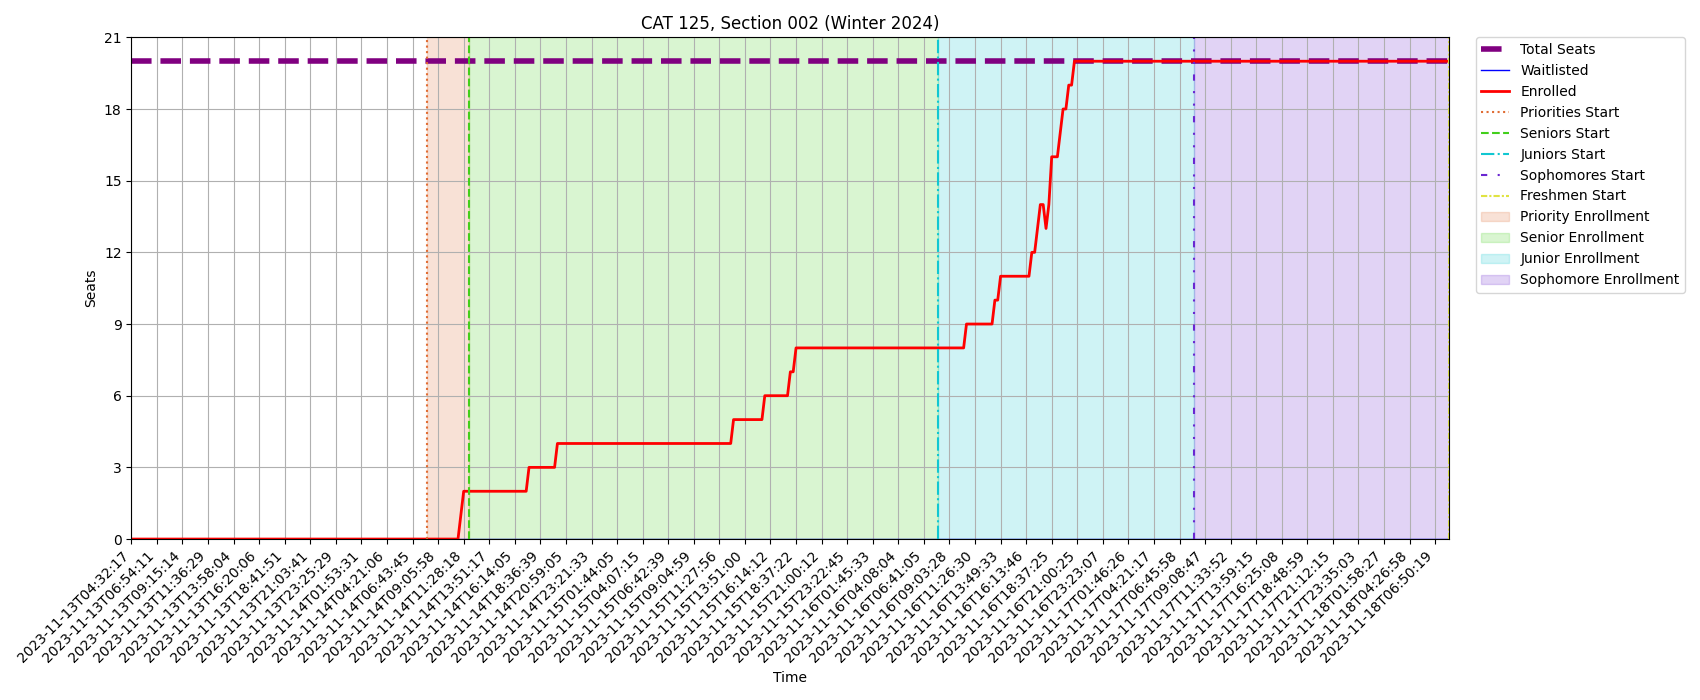 CAT 125, Section 002 (Winter 2024)
21
18
15
12
9
6
3
0
Seats
2023-11-13T04:32:17
2023-11-13T06:54:11
2023-11-13T09:15:14
2023-11-13T11:36:29
2023-11-13T13:58:04
2023-11-13T16:20:06
2023-11-13T18:41:51
2023-11-13T21:03:41
2023-11-13T23:25:29
2023-11-14T01:53:31
2023-11-14T04:21:06
2023-11-14T06:43:45
2023-11-14T09:05:58
2023-11-14T11:28:18
2023-11-14T13:51:17
2023-11-14T16:14:05
2023-11-14T18:36:39
2023-11-14T20:59:05
2023-11-14T23:21:33
2023-11-15T01:44:05
2023-11-15T04:07:15
2023-11-15T06:42:39
2023-11-15T09:04:59
2023-11-15T11:27:56
2023-11-15T13:51:00
2023-11-15T16:14:12
2023-11-15T18:37:22
2023-11-15T21:00:12
2023-11-15T23:22:45
2023-11-16T01:45:33
2023-11-16T04:08:04
2023-11-16T06:41:05
2023-11-16T09:03:28
2023-11-16T11:26:30
2023-11-16T13:49:33
2023-11-16T16:13:46
2023-11-16T18:37:25
2023-11-16T21:00:25
2023-11-16T23:23:07
2023-11-17T01:46:26
2023-11-17T04:21:17
2023-11-17T06:45:58
2023-11-17T09:08:47
2023-11-17T11:33:52
2023-11-17T13:59:15
2023-11-17T16:25:08
2023-11-17T18:48:59
2023-11-17T21:12:15
2023-11-17T23:35:03
2023-11-18T01:58:27
2023-11-18T04:26:58
2023-11-18T06:50:19
Time
Total Seats
Waitlisted
Enrolled
Priorities Start
Seniors Start
Juniors Start
Sophomores Start
Freshmen Start
Priority Enrollment
Senior Enrollment
Junior Enrollment
Sophomore Enrollment